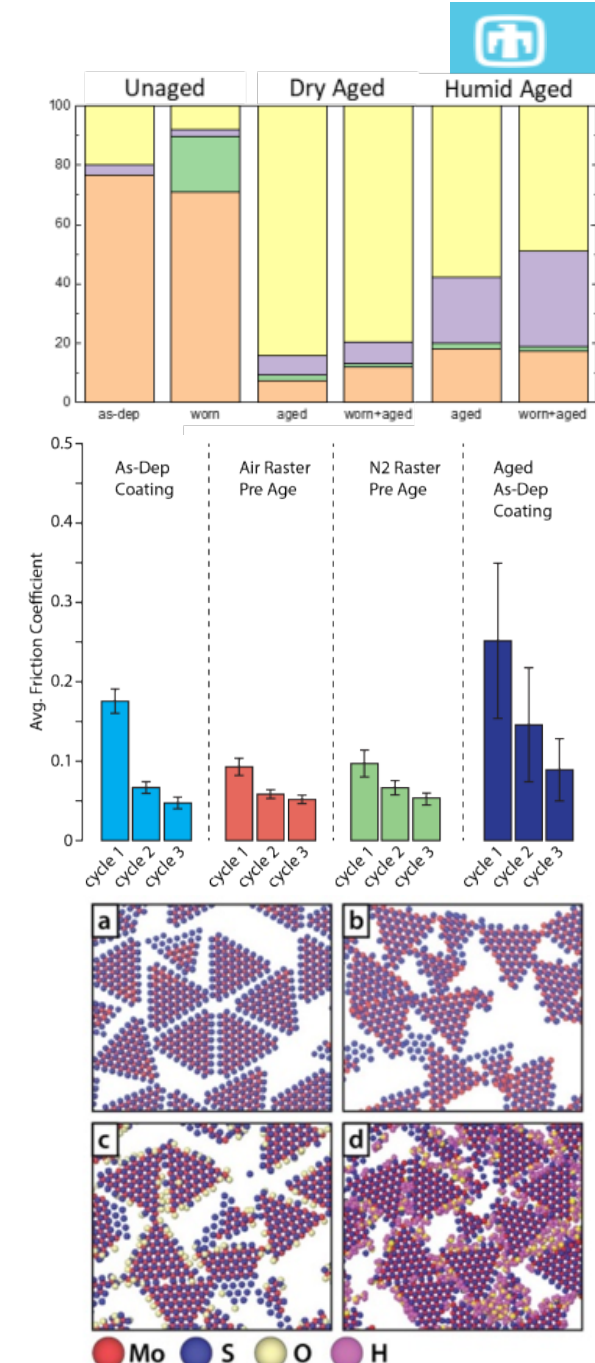 Unaged Dry Aged Humid Aged
100
80
60
40
20
0
as-dep worn aged worn+aged aged worn+aged
Avg. Friction Coefficient
0.5
0.4
0.3
0.2
0.1
0
As-Dep
Coating
Air Raster
Pre Age
N2 Raster
Pre Age
Aged
As-Dep
Coating
cycle 1 cycle 2 cycle 3 cycle 1 cycle 2 cycle 3 cycle 1 cycle 2 cycle 3 cycle 1 cycle 2 cycle 3
a b
c d
Mo S O H